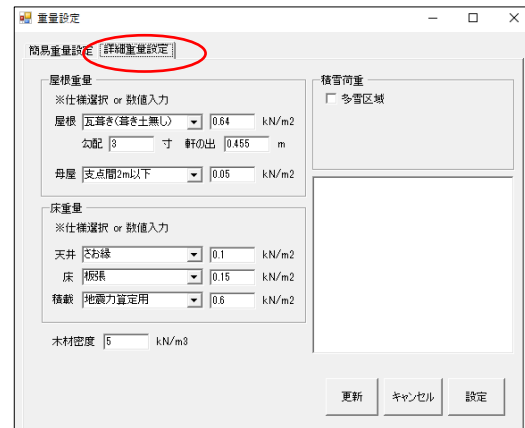 重量設定
簡易重量設定 詳細重量設定
屋根重量
※仕様選択 or 数値入力
屋根 瓦葺き(葺き土無し) 0.64 kN/m2
勾配 3 寸 軒の出 0.455 m
母屋 支点間2m以下 0.05 kN/m2
床重量
※仕様選択 or 数値入力
天井 さお縁 0.1 kN/m2
床 板張 0.15 kN/m2
積載 地震力算定用 0.6 kN/m2
木材密度 5 kN/m3
積雪荷重
多雪区域
更新 キャンセル 設定